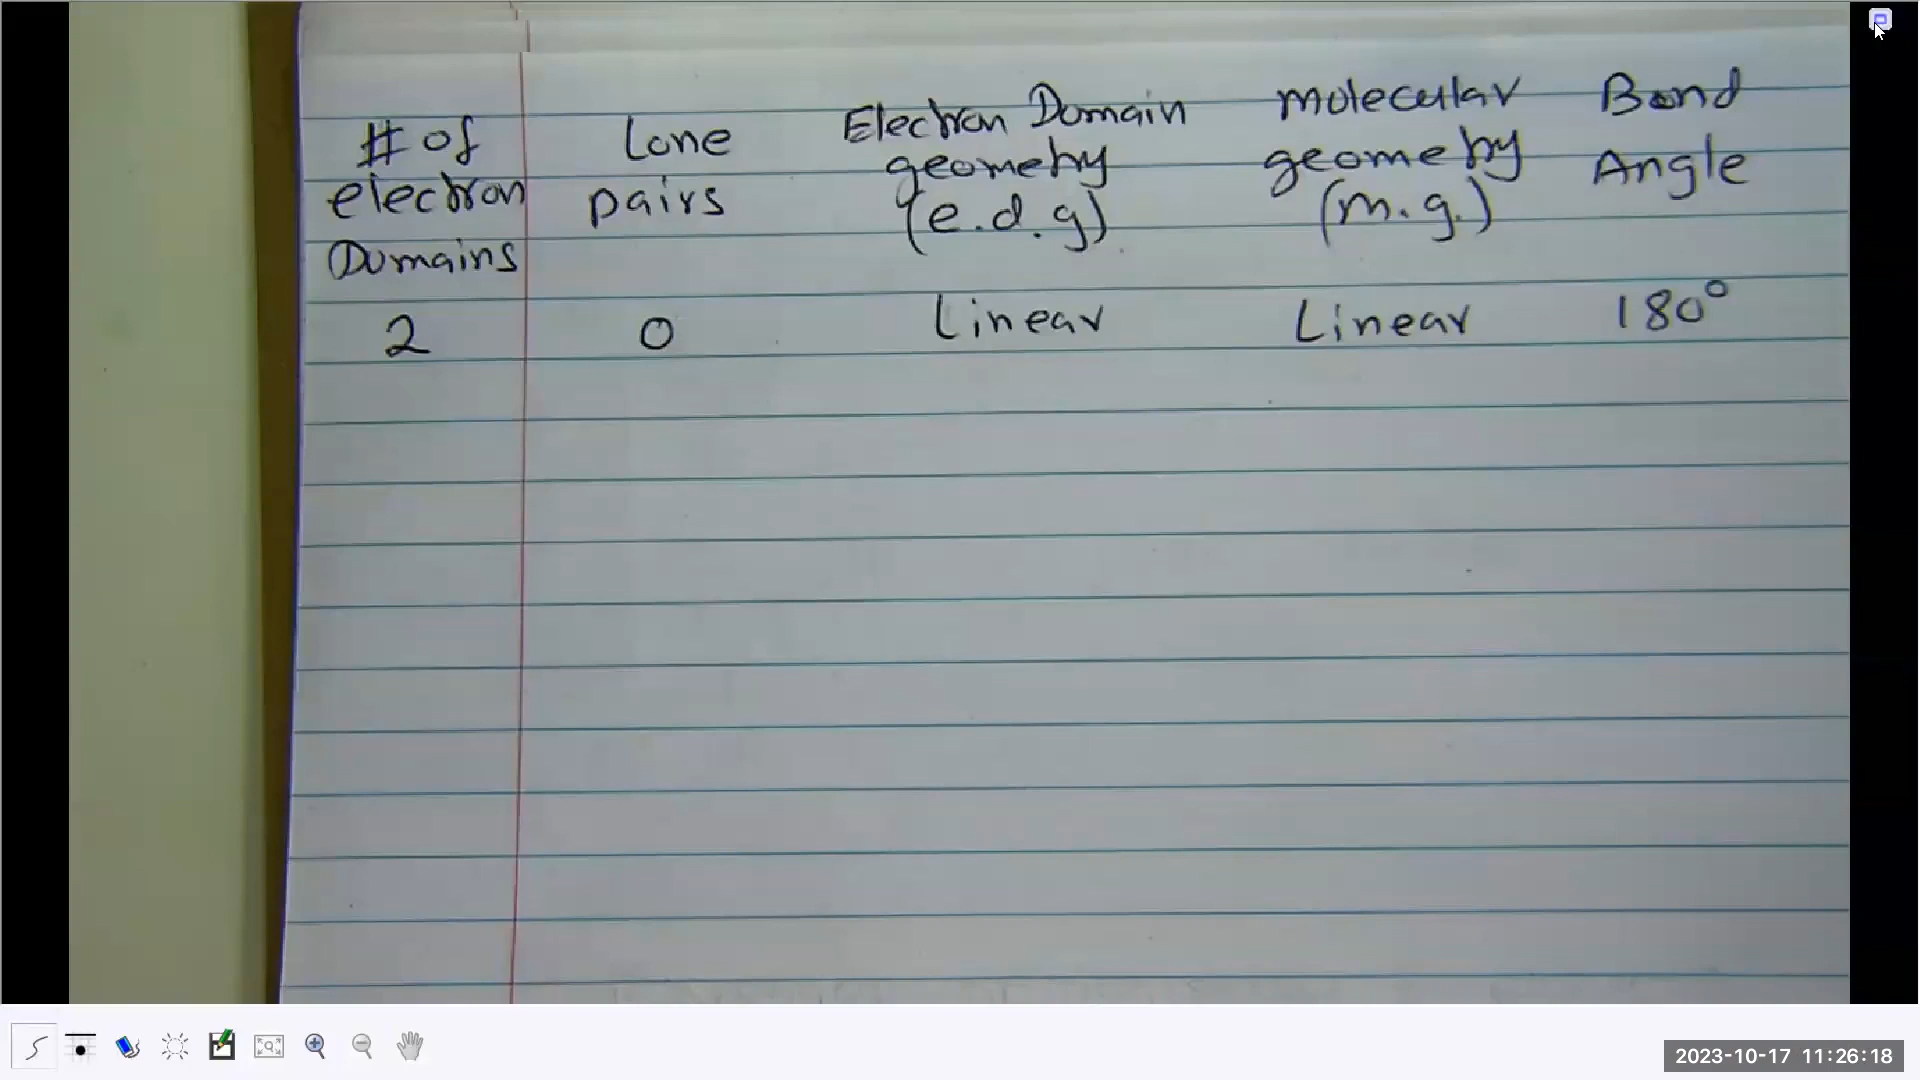 # of electron Domains
Lone pairs
Electron Domain geometry (e.d.g)
molecular geometry (m.g.)
Bond Angle
2 0 Linear Linear 180°
2023-10-17 11:26:18